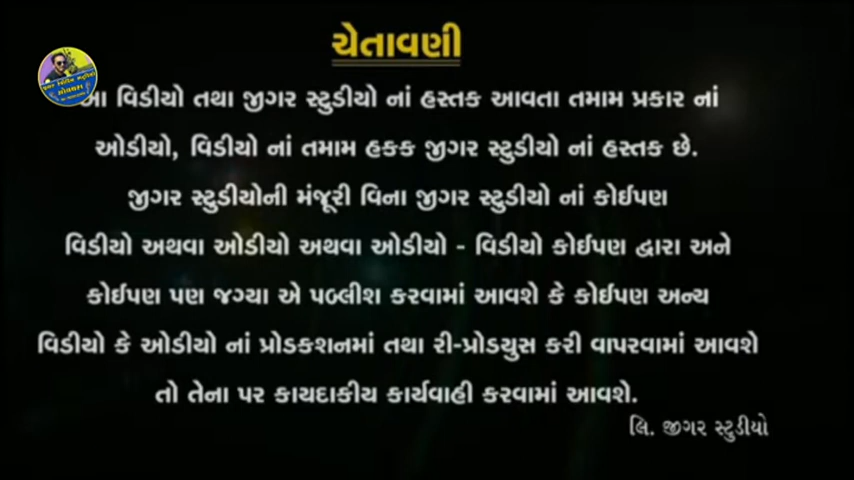 ચેતાવણી
આ વિડીયો તથા જીગર સ્ટુડીયો નાં હસ્તક આવતા તમામ પ્રકાર નાં
ઓડીયો, વિડીયો નાં તમામ હકક જીગર સ્ટુડીયો નાં હસ્તક છે.
જીગર સ્ટુડીયોની મંજૂરી વિના જીગર સ્ટુડીયો નાં કોઈપણ
વિડીયો અથવા ઓડીયો અથવા ઓડીયો - વિડીયો કોઈપણ દ્વારા અને
કોઈપણ પણ જગ્યા એ પબ્લીશ કરવામાં આવશે કે કોઈપણ અન્ય
વિડીયો કે ઓડીયો નાં પ્રોડકશનમાં તથા રી-પ્રોડયુસ કરી વાપરવામાં આવશે
તો તેના પર કાયદાકીય કાર્યવાહી કરવામાં આવશે.
લિ. જીગર સ્ટુડીયો